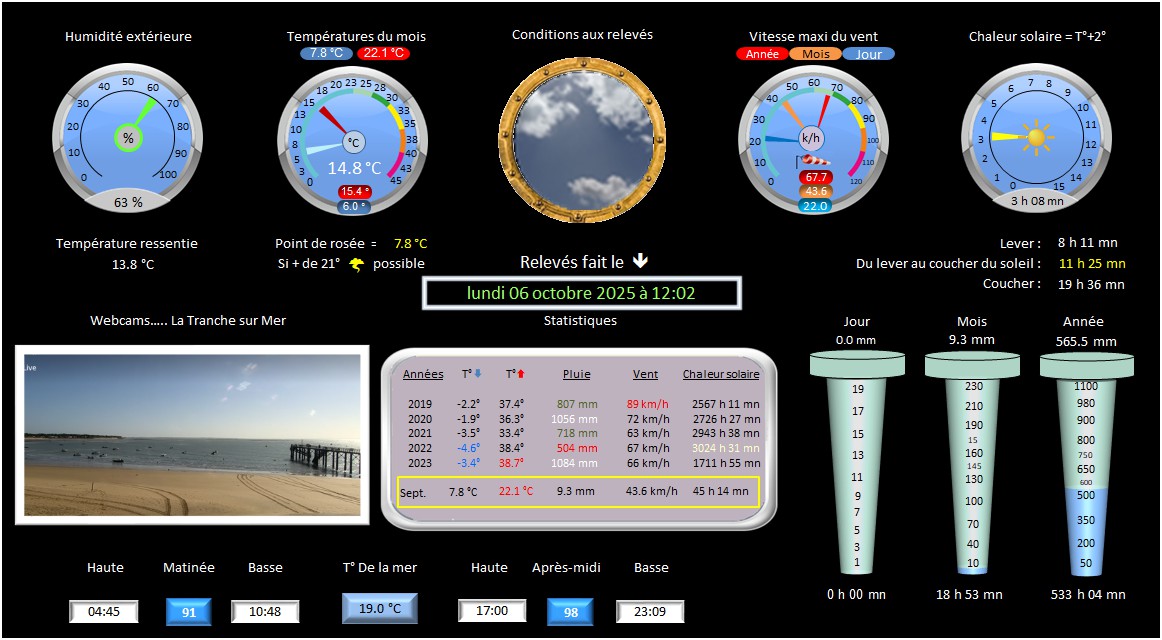 Humidité extérieure
Températures du mois
7.8 °C 22.1 °C
Conditions aux relevés
Vitesse maxi du vent
Année Mois Jour
Chaleur solaire = T°+2°
0 10 20 30 40 50 60 70 80 90 100
%
63 %
0 3 5 8 10 13 15 18 20 23 25 28 30 33 35 38 40 43 45
°C
14.8 °C
15.4 °
6.0 °
0 10 20 30 40 50 60 70 80 90 100 110 120
k/h
67.7
43.6
22.0
0 1 2 3 4 5 6 7 8 9 10 11 12 13 14 15
3 h 08 mn
Température ressentie
13.8 °C
Point de rosée = 7.8 °C
Si + de 21° possible
Relevés fait le
lundi 06 octobre 2025 à 12:02
Lever : 8 h 11 mn
Du lever au coucher du soleil : 11 h 25 mn
Coucher : 19 h 36 mn
Webcams..... La Tranche sur Mer
Live
Statistiques
Années T° T° Pluie Vent Chaleur solaire
2019 -2.2° 37.4° 807 mm 89 km/h 2567 h 11 mn
2020 -1.9° 36.3° 1056 mm 72 km/h 2726 h 27 mn
2021 -3.5° 33.4° 718 mm 63 km/h 2943 h 38 mn
2022 -4.6° 38.4° 504 mm 67 km/h 3024 h 31 mn
2023 -3.4° 38.7° 1084 mm 66 km/h 1711 h 55 mn
Sept. 7.8 °C 22.1 °C 9.3 mm 43.6 km/h 45 h 14 mn
Jour
0.0 mm
19
17
15
13
11
9
7
5
3
1
0 h 00 mn
Mois
9.3 mm
230
210
190
15
160
145
130
100
70
40
10
18 h 53 mn
Année
565.5 mm
1100
980
900
800
750
650
600
500
350
200
50
533 h 04 mn
Haute Matinée Basse
04:45 91 10:48
T° De la mer
19.0 °C
Haute Après-midi Basse
17:00 98 23:09